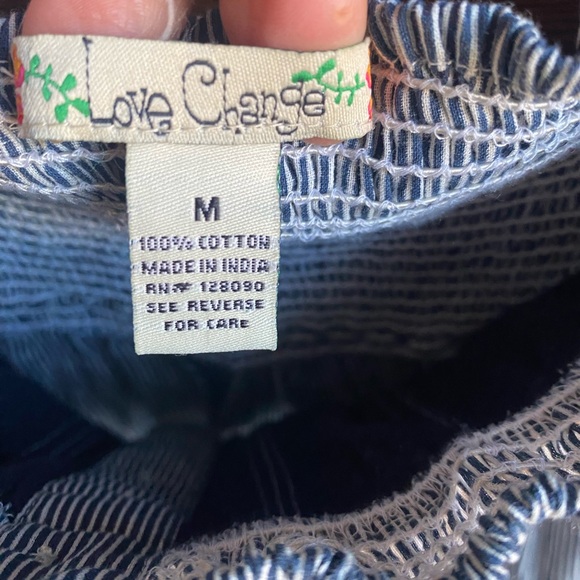 Love Change
M
100% COTTON
MADE IN INDIA
RN# 128090
SEE REVERSE
FOR CARE